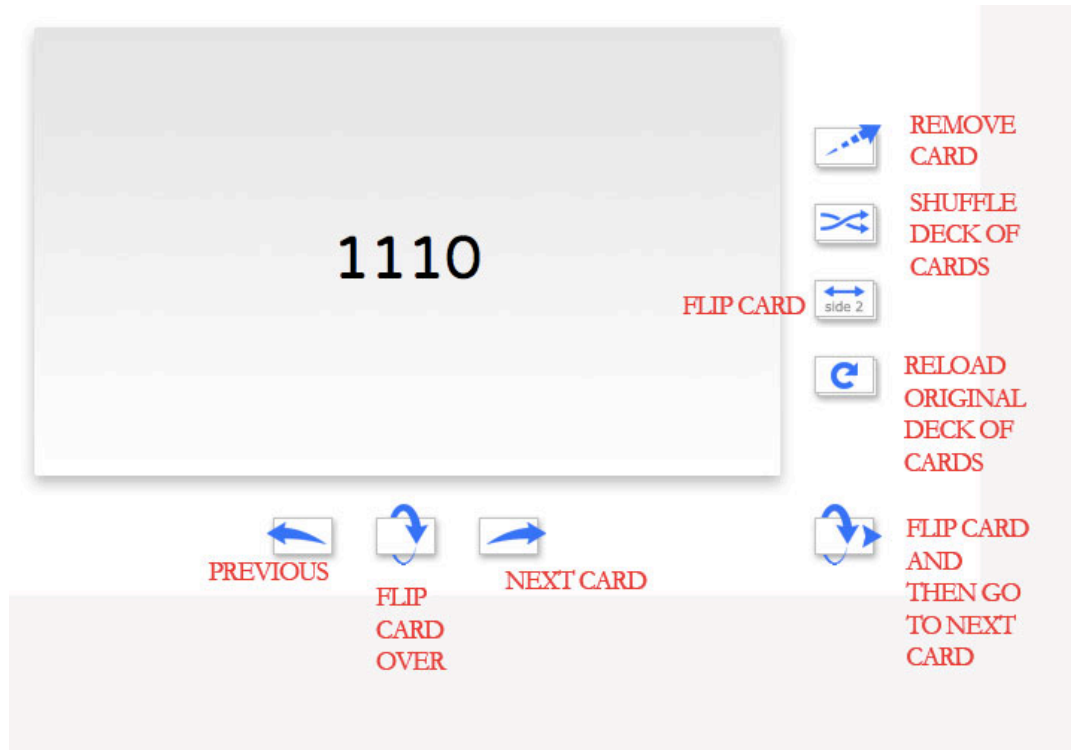 1110
REMOVE
CARD
SHUFFLE
DECK OF
CARDS
FLIP CARD
side 2
RELOAD
ORIGINAL
DECK OF
CARDS
PREVIOUS
FLIP
CARD
OVER
NEXT CARD
FLIP CARD
AND
THEN GO
TO NEXT
CARD